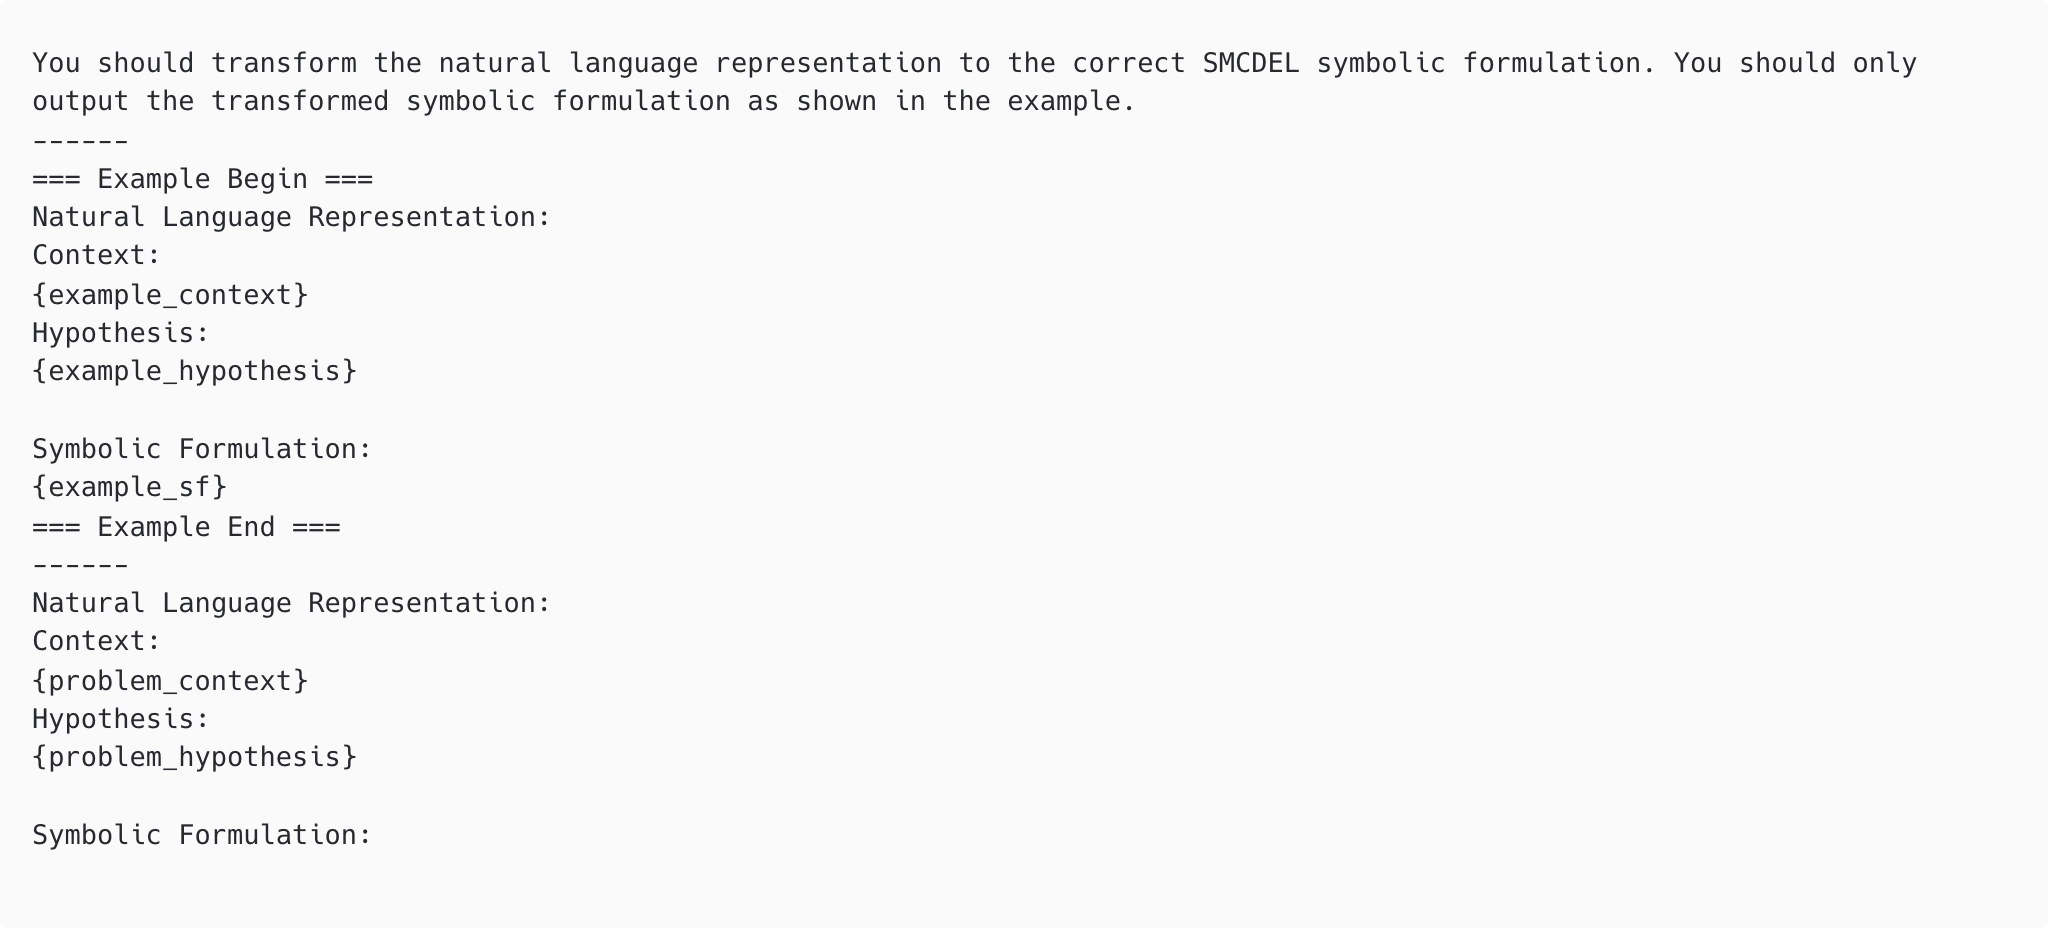 You should transform the natural language representation to the correct SMCDEL symbolic formulation. You should only
output the transformed symbolic formulation as shown in the example.
------
=== Example Begin ===
Natural Language Representation:
Context:
{example_context}
Hypothesis:
{example_hypothesis}

Symbolic Formulation:
{example_sf}
=== Example End ===
------
Natural Language Representation:
Context:
{problem_context}
Hypothesis:
{problem_hypothesis}

Symbolic Formulation: